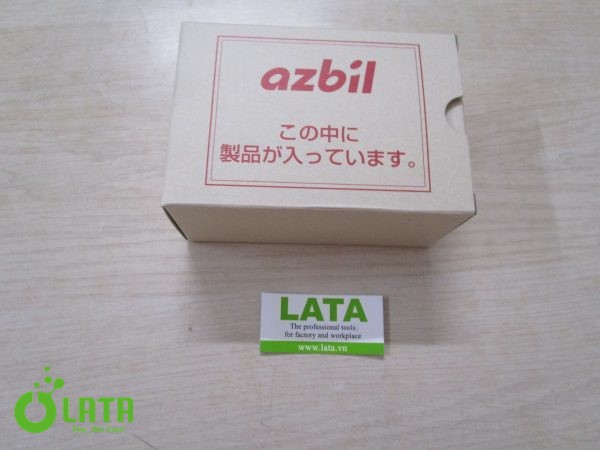 azbil
この中に
製品が入っています。
LATA
The professional tools
for factory and workplace
www.lata.vn
LATA